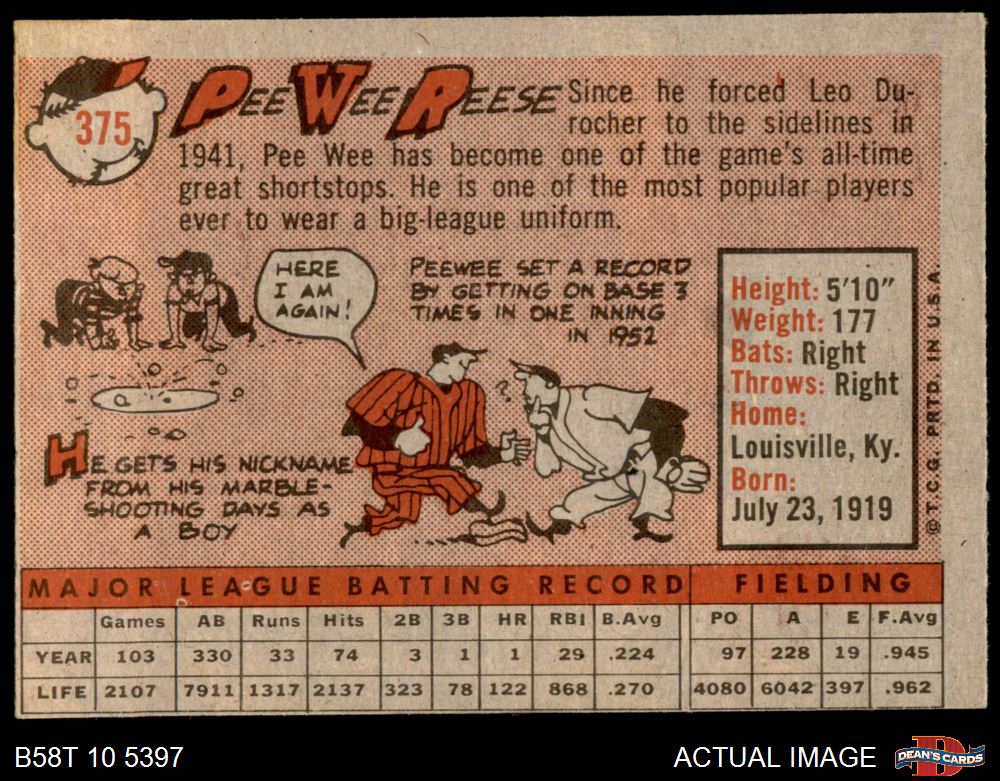 375
PEE WEE REESE
Since he forced Leo Du-
rocher to the sidelines in
1941, Pee Wee has become one of the game's all-time
great shortstops. He is one of the most popular players
ever to wear a big-league uniform.
HERE
I AM
AGAIN!
PEEWEE SET A RECORD
BY GETTING ON BASE 3
TIMES IN ONE INNING
IN 1952
?
HE GETS HIS NICKNAME
FROM HIS MARBLE-
SHOOTING DAYS AS
A BOY
Height: 5'10"
Weight: 177
Bats: Right
Throws: Right
Home:
Louisville, Ky.
Born:
July 23, 1919
© T.C.G. PRTD. IN U.S.A.
MAJOR LEAGUE BATTING RECORD FIELDING
Games AB Runs Hits 2B 3B HR RBI B.Avg PO A E F.Avg
YEAR 103 330 33 74 3 1 1 29 .224 97 228 19 .945
LIFE 2107 7911 1317 2137 323 78 122 868 .270 4080 6042 397 .962
B58T 10 5397
ACTUAL IMAGE
D
DEAN'S CARDS